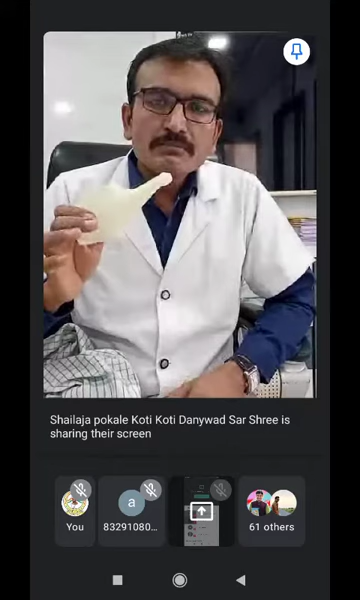 Shailaja pokale Koti Koti Danywad Sar Shree is
sharing their screen
You
a
83291080...
61 others